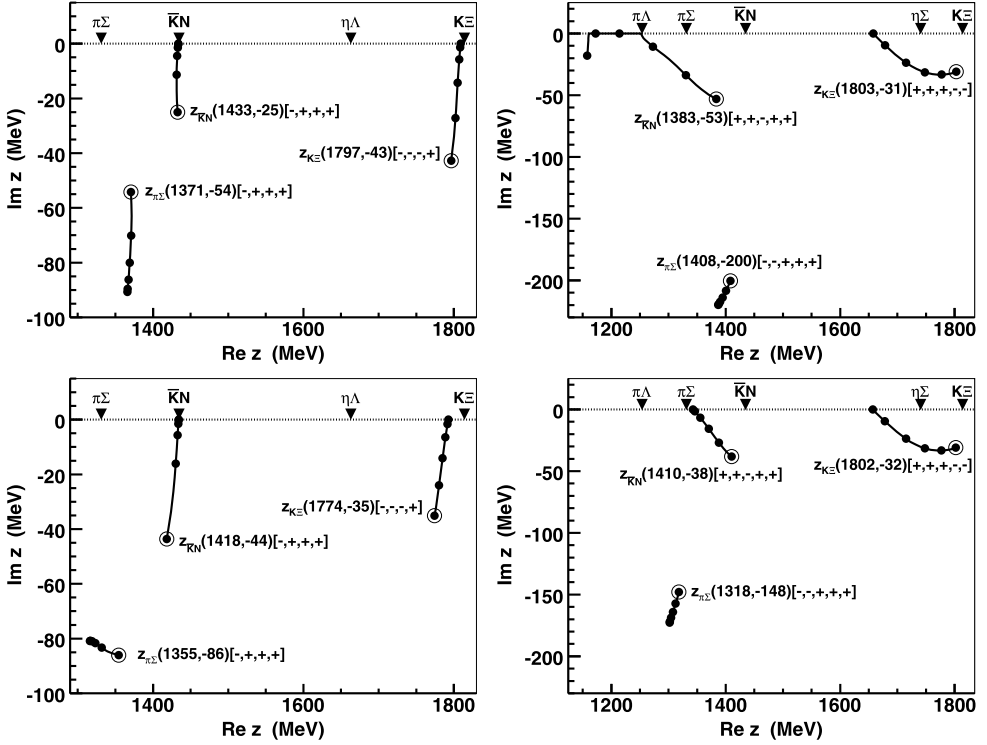 πΣ K̅N ηΛ KΞ
0
-20
-40
-60
-80
-100
Im z (MeV)
z_K̅N(1433,-25)[-,+,+,+]
z_KΞ(1797,-43)[-,-,-,+]
z_πΣ(1371,-54)[-,+,+,+]
1400 1600 1800
Re z (MeV)
πΛ πΣ K̅N ηΣ KΞ
0
-50
-100
-150
-200
Im z (MeV)
z_KΞ(1803,-31)[+,+,+,-,-]
z_K̅N(1383,-53)[+,+,-,+,+]
z_πΣ(1408,-200)[-,-,+,+,+]
1200 1400 1600 1800
Re z (MeV)
πΣ K̅N ηΛ KΞ
0
-20
-40
-60
-80
-100
Im z (MeV)
z_KΞ(1774,-35)[-,-,-,+]
z_K̅N(1418,-44)[-,+,+,+]
z_πΣ(1355,-86)[-,+,+,+]
1400 1600 1800
Re z (MeV)
πΛ πΣ K̅N ηΣ KΞ
0
-50
-100
-150
-200
Im z (MeV)
z_KΞ(1802,-32)[+,+,+,-,-]
z_K̅N(1410,-38)[+,+,-,+,+]
z_πΣ(1318,-148)[-,-,+,+,+]
1200 1400 1600 1800
Re z (MeV)